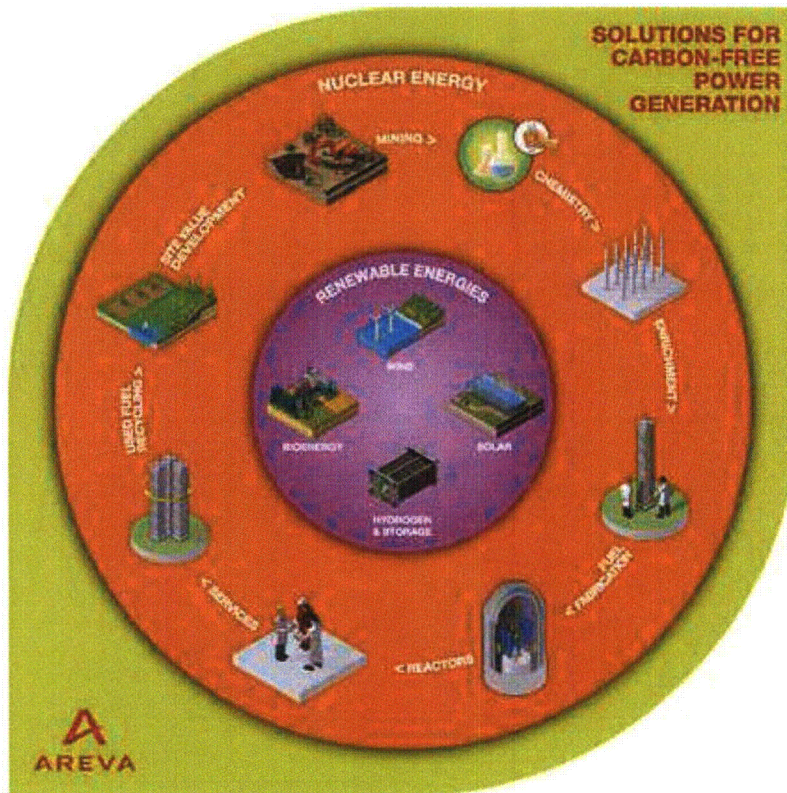 SOLUTIONS FOR
CARBON-FREE
POWER
GENERATION
NUCLEAR ENERGY
MINING >
CHEMISTRY >
ENRICHMENT >
FUEL
< FABRICATION
< REACTORS
< SERVICES
USED FUEL
RECYCLING >
SITE VALUE
DEVELOPMENT
RENEWABLE ENERGIES
WIND
SOLAR
HYDROGEN
& STORAGE
BIOENERGY
AREVA